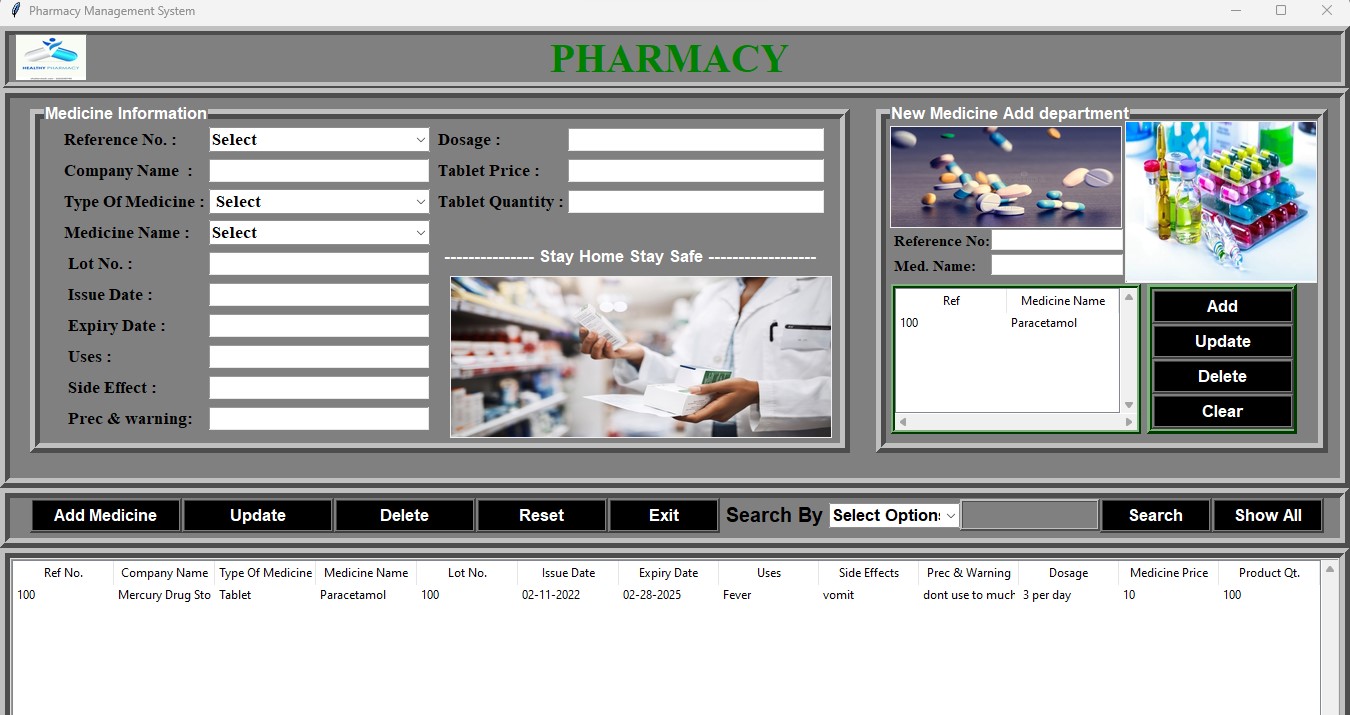 Pharmacy Management System
HEALTHY PHARMACY
PHARMACY
Medicine Information
Reference No. : Select
Company Name :
Type Of Medicine : Select
Medicine Name : Select
Lot No. :
Issue Date :
Expiry Date :
Uses :
Side Effect :
Prec & warning:
Dosage :
Tablet Price :
Tablet Quantity :
--------------- Stay Home Stay Safe ------------------
New Medicine Add department
Reference No:
Med. Name:
Ref Medicine Name
100 Paracetamol
Add
Update
Delete
Clear
Add Medicine Update Delete Reset Exit Search By Select Options Search Show All
Ref No. Company Name Type Of Medicine Medicine Name Lot No. Issue Date Expiry Date Uses Side Effects Prec & Warning Dosage Medicine Price Product Qt.
100 Mercury Drug Sto Tablet Paracetamol 100 02-11-2022 02-28-2025 Fever vomit dont use to much 3 per day 10 100